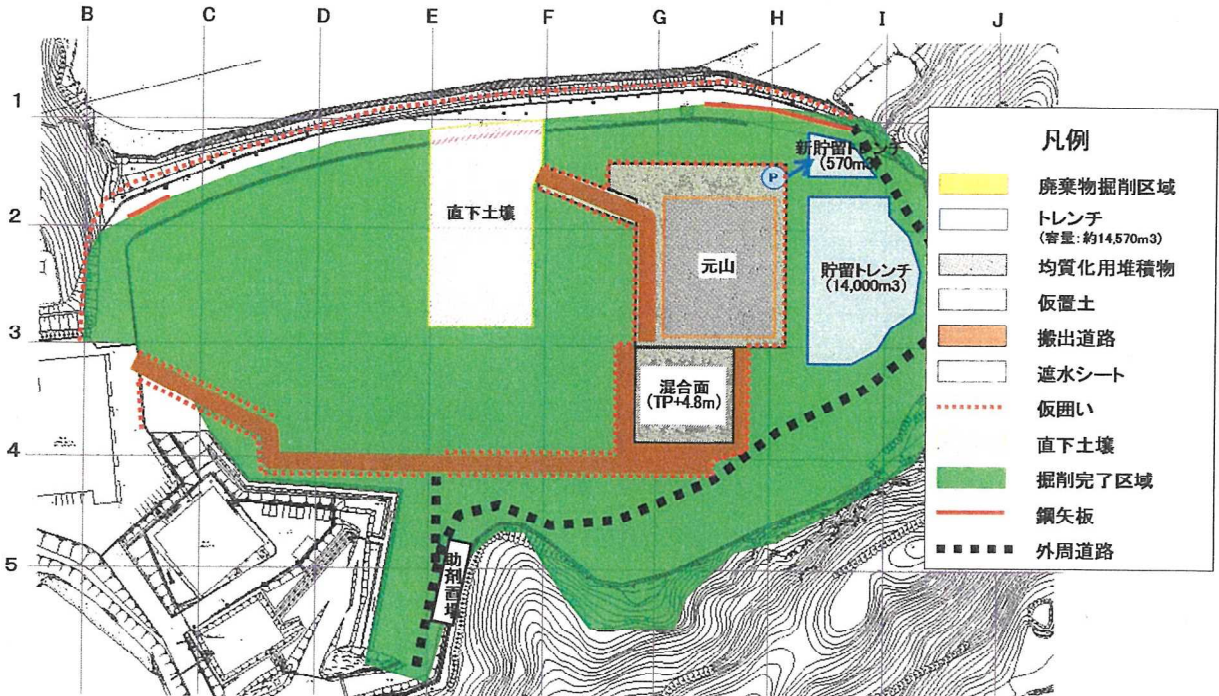 B C D E F G H I J
1
2
3
4
5
直下土壌
元山
混合面
(TP+4.8m)
P
新貯留トレンチ
(570m3
貯留トレンチ
(14,000m3)
助剤置場
凡例
廃棄物掘削区域
トレンチ
(容量:約14,570m3)
均質化用堆積物
仮置土
搬出道路
遮水シート
仮囲い
直下土壌
掘削完了区域
鋼矢板
外周道路